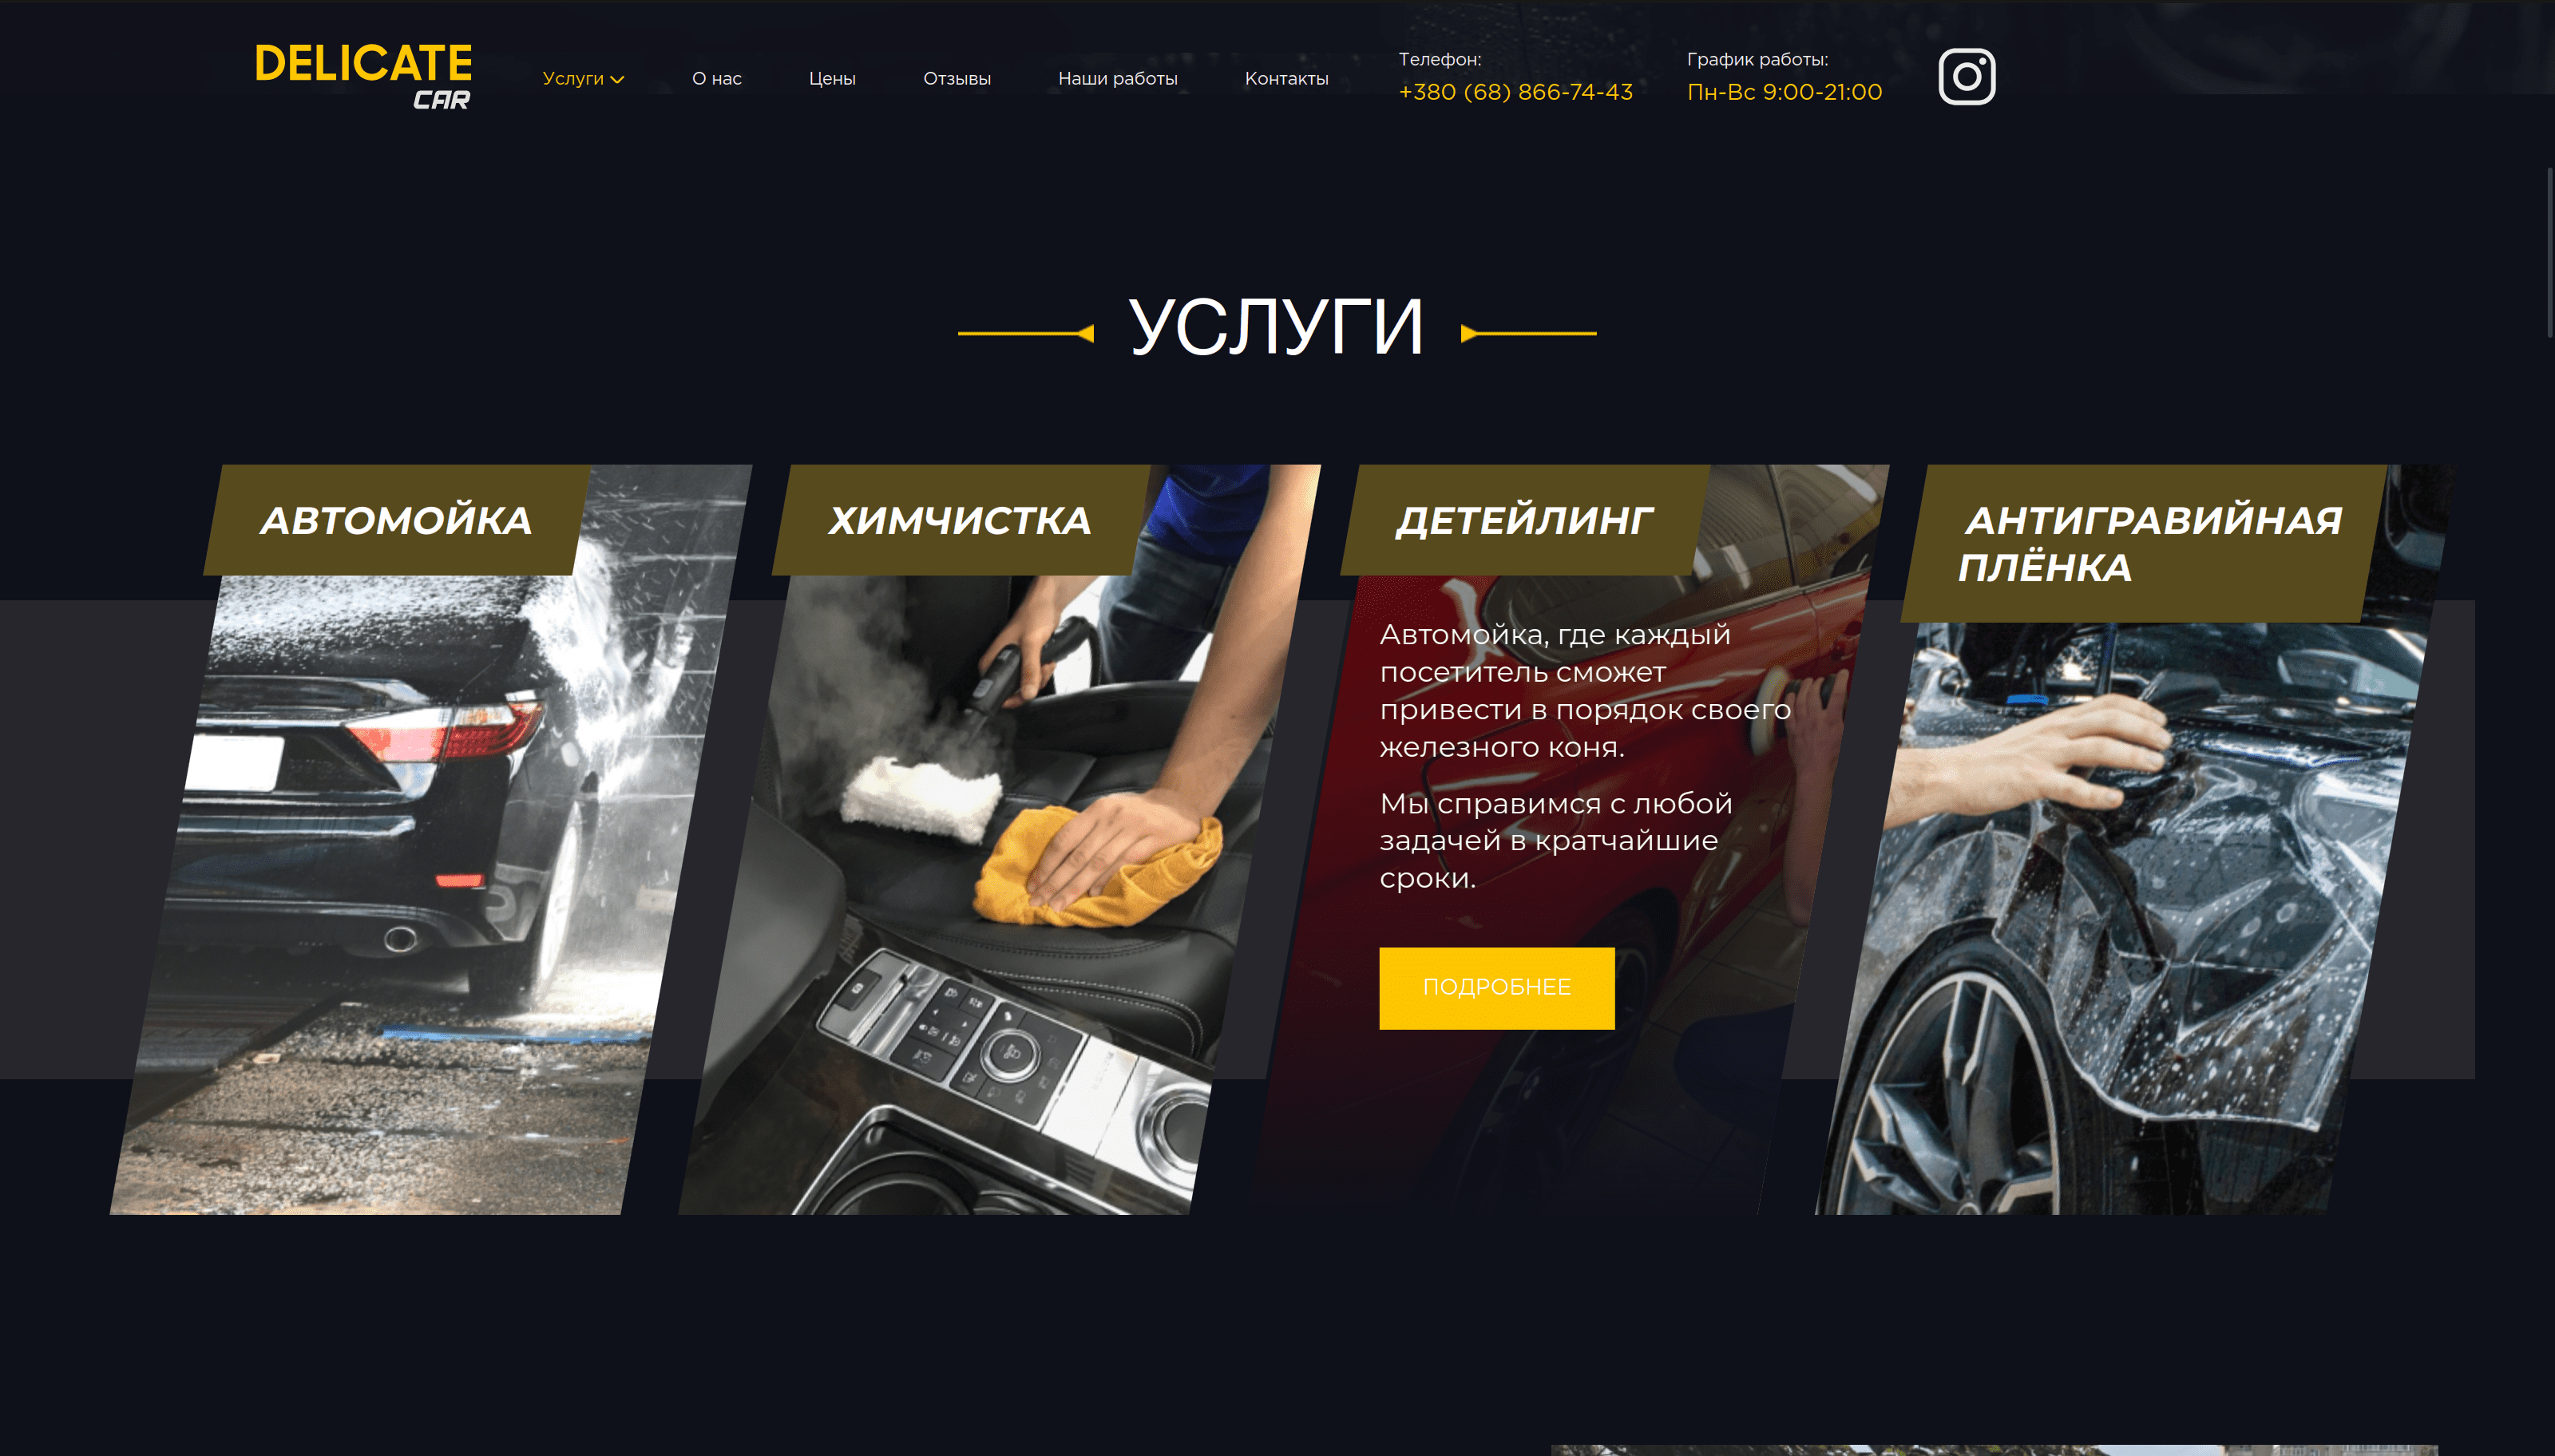 DELICATE
CAR
Услуги
О нас
Цены
Отзывы
Наши работы
Контакты
Телефон:
+380 (68) 866-74-43
График работы:
Пн-Вс 9:00-21:00
УСЛУГИ
АВТОМОЙКА
ХИМЧИСТКА
ДЕТЕЙЛИНГ
Автомойка, где каждый
посетитель сможет
привести в порядок своего
железного коня.
Мы справимся с любой
задачей в кратчайшие
сроки.
ПОДРОБНЕЕ
АНТИГРАВИЙНАЯ
ПЛЁНКА